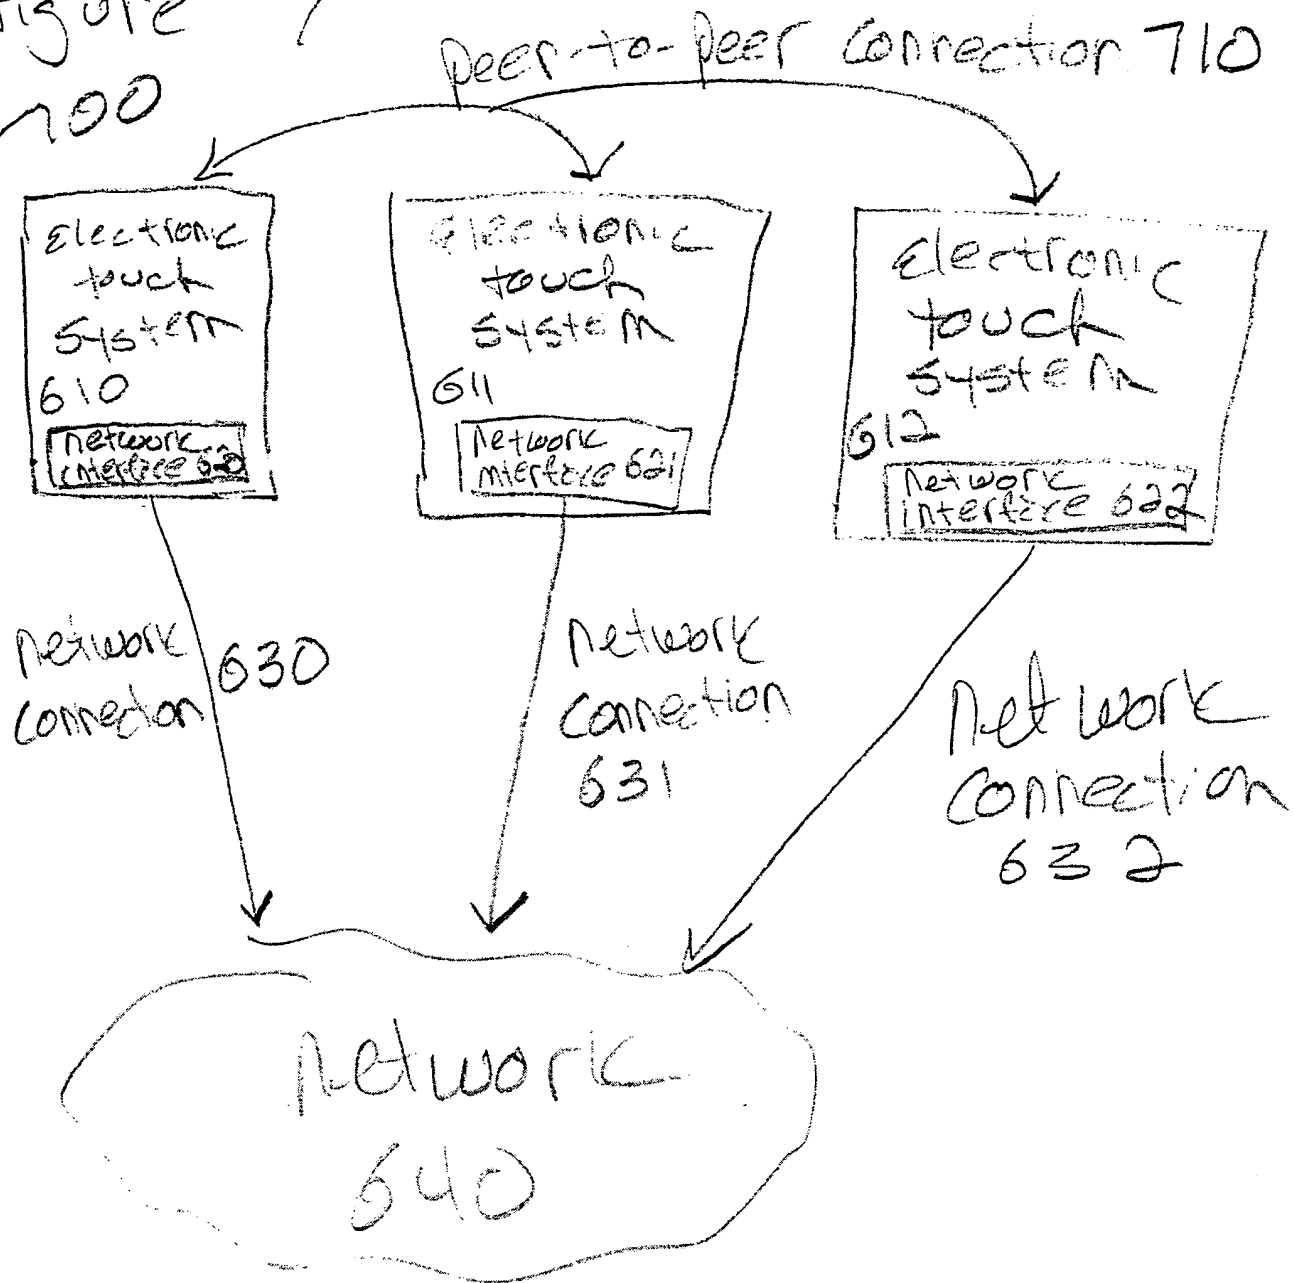 Figure 7
700
peer-to-peer connection 710
electronic
touch
system
610
network
interface 620
electronic
touch
system
611
network
interface 621
electronic
touch
system
612
network
interface 622
network
connection
630
network
connection
631
network
connection
632
network
640